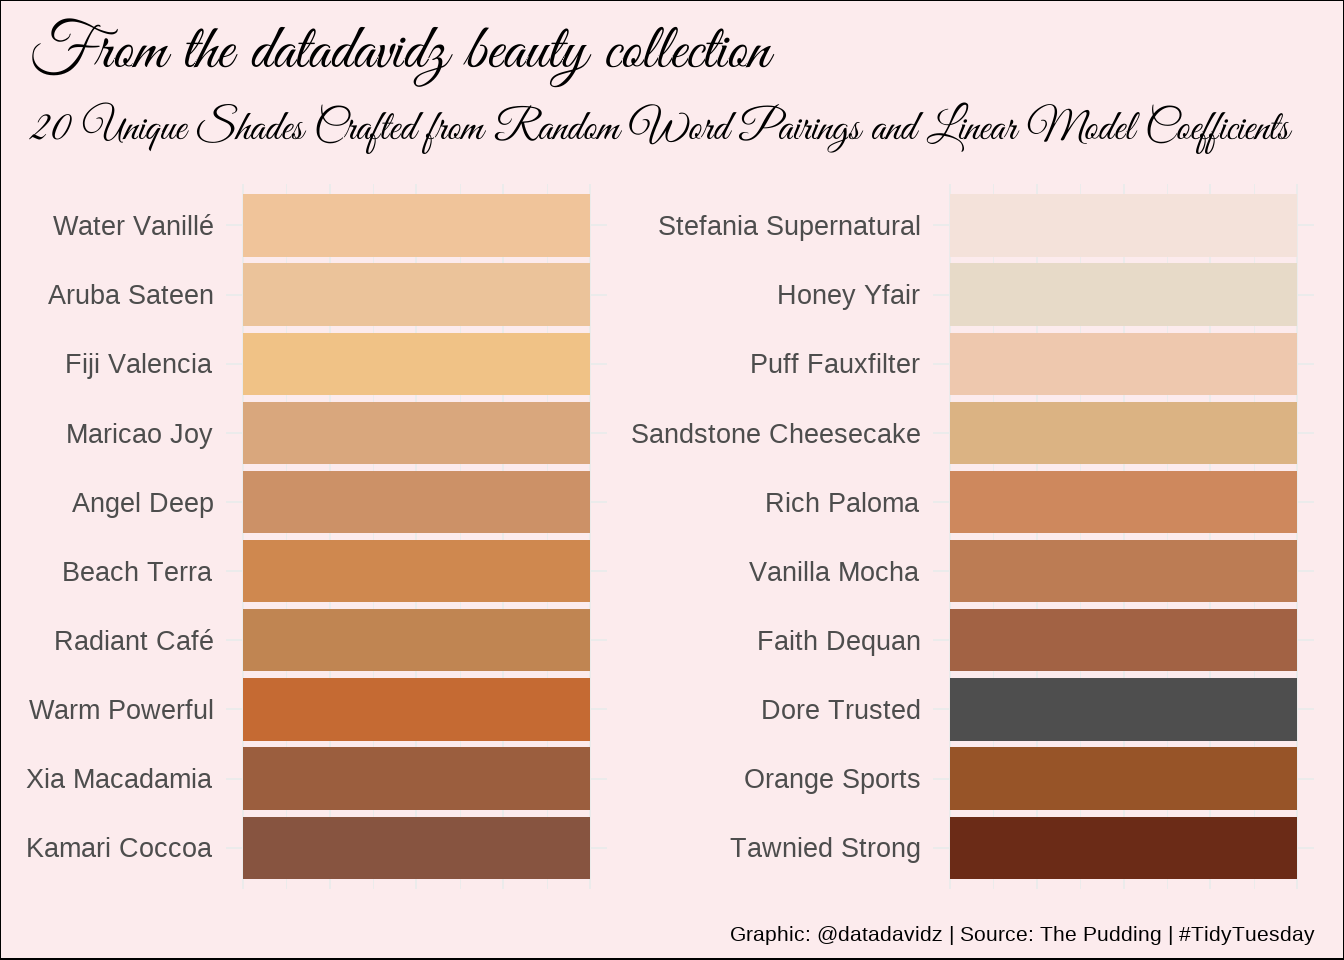 From the datadavidz beauty collection
20 Unique Shades Crafted from Random Word Pairings and Linear Model Coefficients
Water Vanillé
Aruba Sateen
Fiji Valencia
Maricao Joy
Angel Deep
Beach Terra
Radiant Café
Warm Powerful
Xia Macadamia
Kamari Coccoa
Stefania Supernatural
Honey Yfair
Puff Fauxfilter
Sandstone Cheesecake
Rich Paloma
Vanilla Mocha
Faith Dequan
Dore Trusted
Orange Sports
Tawnied Strong
Graphic: @datadavidz | Source: The Pudding | #TidyTuesday